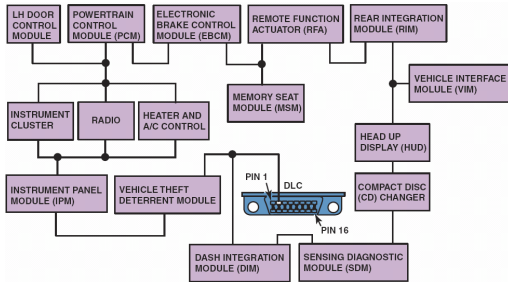 LH DOOR
CONTROL
MODULE
POWERTRAIN
CONTROL
MODULE (PCM)
ELECTRONIC
BRAKE CONTROL
MODULE (EBCM)
REMOTE FUNCTION
ACTUATOR (RFA)
REAR INTEGRATION
MODULE (RIM)
VEHICLE INTERFACE
MOLULE (VIM)
INSTRUMENT
CLUSTER
RADIO
HEATER AND
A/C CONTROL
MEMORY SEAT
MODULE (MSM)
HEAD UP
DISPLAY (HUD)
INSTRUMENT PANEL
MODULE (IPM)
VEHICLE THEFT
DETERRENT MODULE
PIN 1
DLC
COMPACT DISC
(CD) CHANGER
PIN 16
DASH INTEGRATION
MODULE (DIM)
SENSING DIAGNOSTIC
MODULE (SDM)